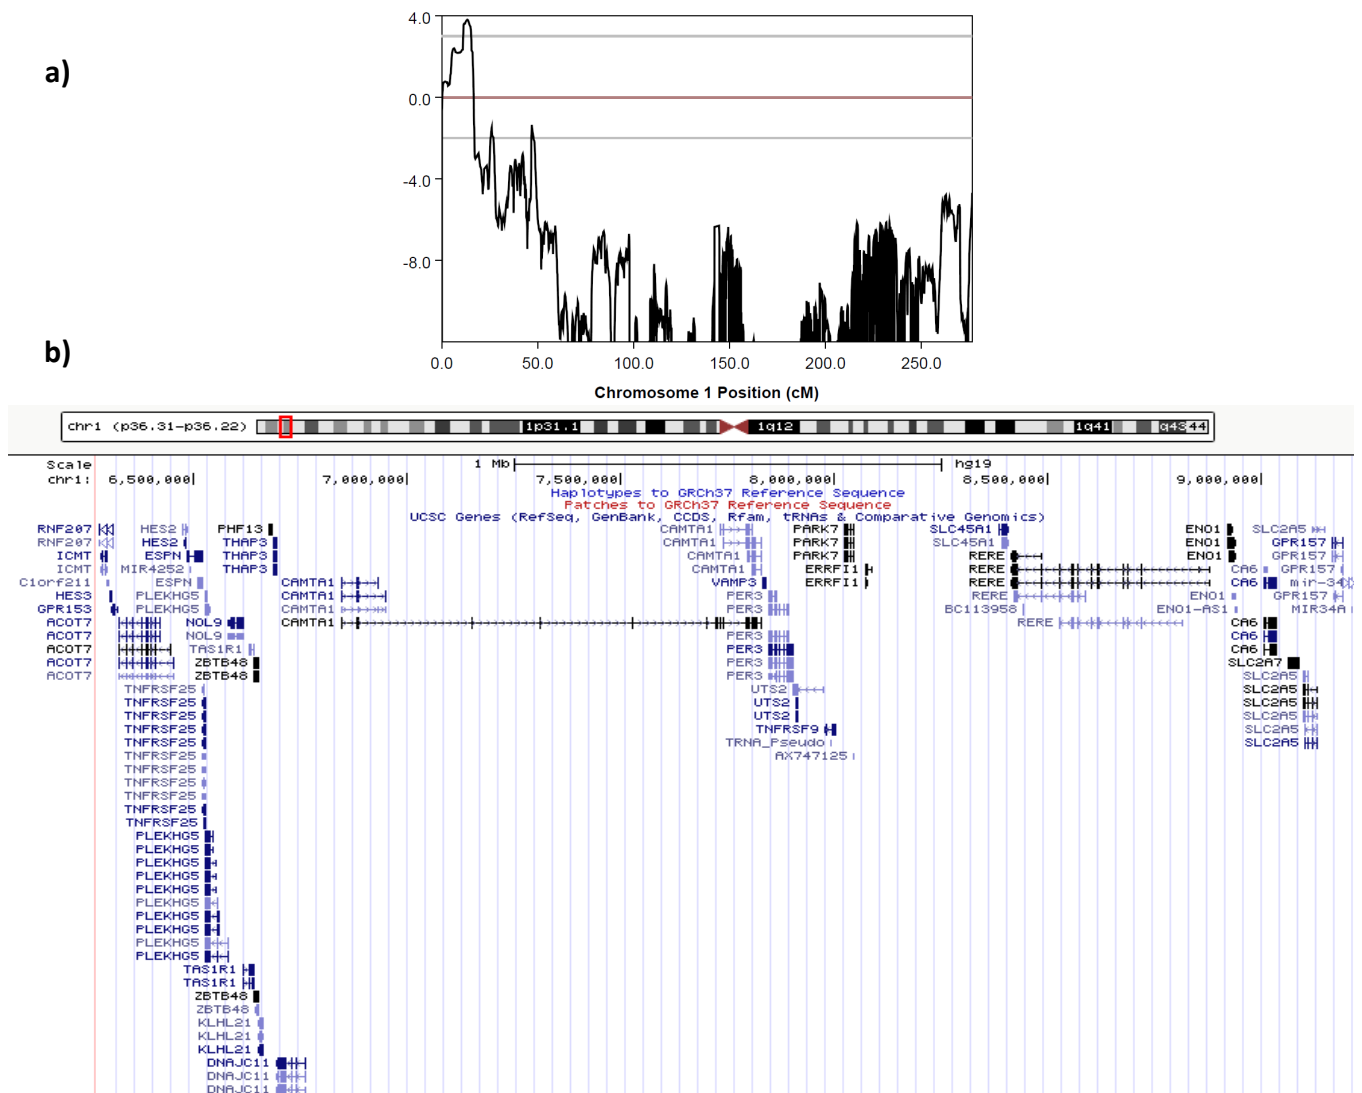 a)
4.0
0.0
-4.0
-8.0
0.0 50.0 100.0 150.0 200.0 250.0
Chromosome 1 Position (cM)
b)
chr1 (p36.31-p36.22) 1p31.1 1q12 1q41 q43 44
Scale 1 Mb hg19
chr1: 6,500,000 7,000,000 7,500,000 8,000,000 8,500,000 9,000,000
Haplotypes to GRCh37 Reference Sequence
Patches to GRCh37 Reference Sequence
UCSC Genes (RefSeq, GenBank, CCDS, Rfam, tRNAs & Comparative Genomics)
RNF207 HES2 PHF13 CAMTA1 PARK7 SLC45A1 ENO1 SLC2A5
RNF207 HES2 THAP3 CAMTA1 PARK7 SLC45A1 ENO1 GPR157
ICMT ESPN THAP3 CAMTA1 PARK7 RERE ENO1 GPR157
ICMT MIR4252 THAP3 CAMTA1 ERRFI1 RERE CA6 GPR157
C1orf211 ESPN CAMTA1 VAMP3 ERRFI1 RERE CA6 mir-34
HES3 PLEKHG5 CAMTA1 PER3 RERE ENO1 GPR157
GPR153 PLEKHG5 CAMTA1 PER3 BC113958 ENO1-AS1 MIR34A
ACOT7 NOL9 CAMTA1 RERE CA6
ACOT7 NOL9 PER3 CA6
ACOT7 TAS1R1 PER3 CA6
ACOT7 ZBTB48 PER3 SLC2A7
ACOT7 ZBTB48 PER3 SLC2A5
TNFRSF25 UTS2 SLC2A5
TNFRSF25 UTS2 SLC2A5
TNFRSF25 UTS2 SLC2A5
TNFRSF25 TNFRSF9 SLC2A5
TNFRSF25 TRNA_Pseudo SLC2A5
TNFRSF25 AX747125
TNFRSF25
TNFRSF25
TNFRSF25
TNFRSF25
TNFRSF25
PLEKHG5
PLEKHG5
PLEKHG5
PLEKHG5
PLEKHG5
PLEKHG5
PLEKHG5
PLEKHG5
PLEKHG5
PLEKHG5
TAS1R1
TAS1R1
ZBTB48
ZBTB48
KLHL21
KLHL21
KLHL21
DNAJC11
DNAJC11
DNAJC11